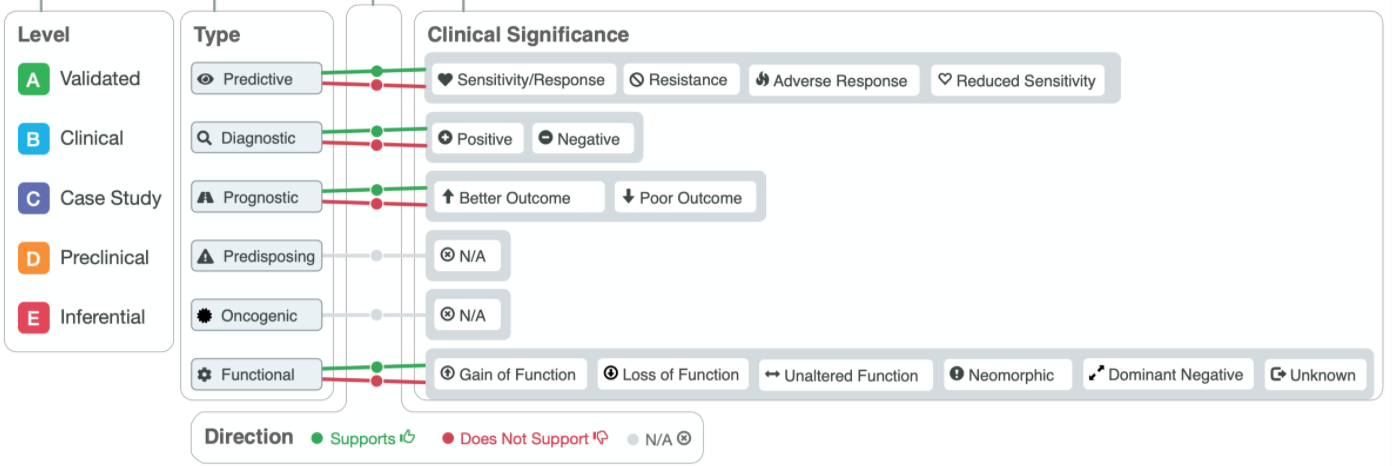 Level
A Validated
B Clinical
C Case Study
D Preclinical
E Inferential
Type
Predictive
Diagnostic
Prognostic
Predisposing
Oncogenic
Functional
Clinical Significance
Sensitivity/Response Resistance Adverse Response Reduced Sensitivity
Positive Negative
Better Outcome Poor Outcome
N/A
N/A
Gain of Function Loss of Function Unaltered Function Neomorphic Dominant Negative Unknown
Direction Supports Does Not Support N/A